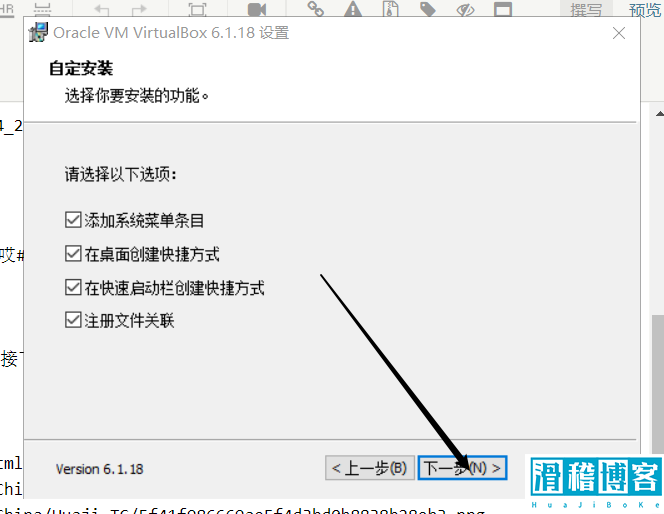 HR
撰写 预览
Oracle VM VirtualBox 6.1.18 设置
自定安装
选择你要安装的功能。
4_2
请选择以下选项:
添加系统菜单条目
哎#
在桌面创建快捷方式
在快速启动栏创建快捷方式
注册文件关联
接
Version 6.1.18
< 上一步(B)
下一步(N) >
tml
Chi
滑稽博客
HuaJiBoKe